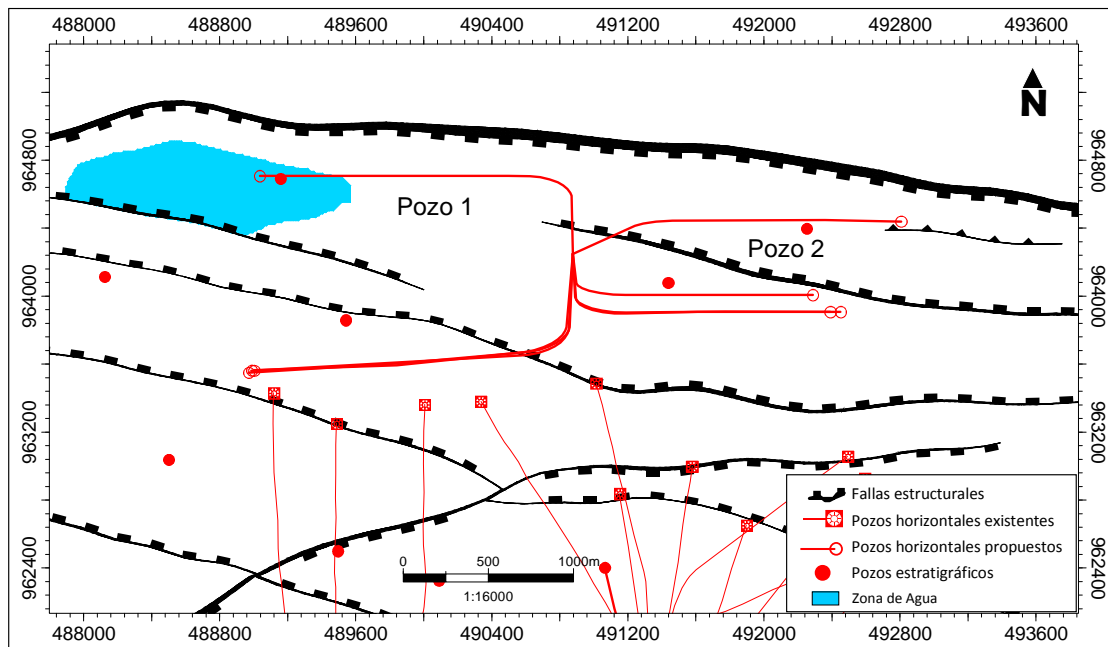 488000 488800 489600 490400 491200 492000 492800 493600
964800
964000
963200
962400
N
Pozo 1
Pozo 2
964800
964000
963200
962400
0 500 1000m
1:16000
Fallas estructurales
Pozos horizontales existentes
Pozos horizontales propuestos
Pozos estratigráficos
Zona de Agua
488000 488800 489600 490400 491200 492000 492800 493600